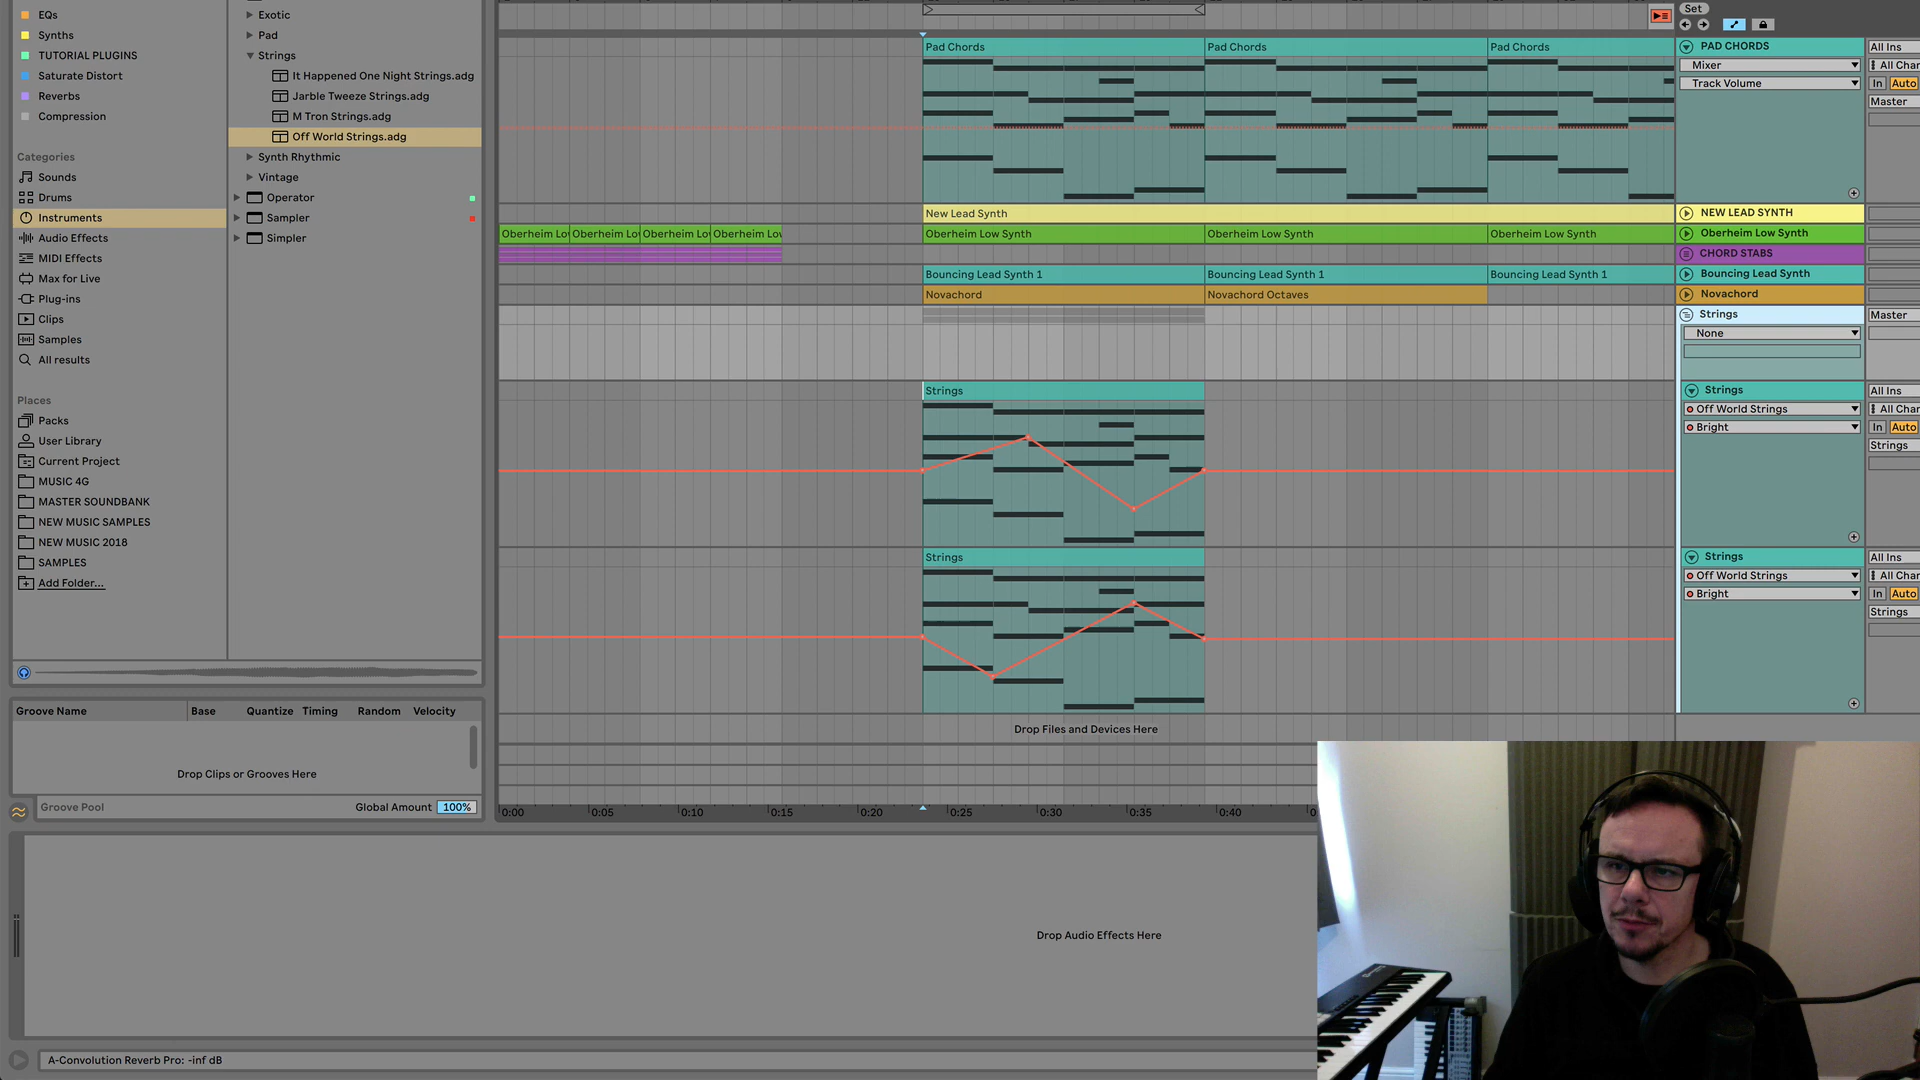 EQs
Synths
TUTORIAL PLUGINS
Saturate Distort
Reverbs
Compression
Categories
Sounds
Drums
Instruments
Audio Effects
MIDI Effects
Max for Live
Plug-ins
Clips
Samples
All results
Places
Packs
User Library
Current Project
MUSIC 4G
MASTER SOUNDBANK
NEW MUSIC SAMPLES
NEW MUSIC 2018
SAMPLES
Add Folder...
Exotic
Pad
Strings
It Happened One Night Strings.adg
Jarble Tweeze Strings.adg
M Tron Strings.adg
Off World Strings.adg
Synth Rhythmic
Vintage
Operator
Sampler
Simpler
Groove Name Base Quantize Timing Random Velocity
Drop Clips or Grooves Here
Groove Pool Global Amount 100%
Pad Chords Pad Chords Pad Chords
New Lead Synth
Oberheim Lov Oberheim Lov Oberheim Lov Oberheim Lov Oberheim Low Synth Oberheim Low Synth Oberheim Low Synth
Bouncing Lead Synth 1 Bouncing Lead Synth 1 Bouncing Lead Synth 1
Novachord Novachord Octaves
Strings
Strings
Drop Files and Devices Here
0:00 0:05 0:10 0:15 0:20 0:25 0:30 0:35 0:40
Set
PAD CHORDS All Ins
Mixer All Char
Track Volume In Auto
Master
NEW LEAD SYNTH
Oberheim Low Synth
CHORD STABS
Bouncing Lead Synth
Novachord
Strings Master
None
Strings All Ins
Off World Strings All Char
Bright In Auto
Strings
Strings All Ins
Off World Strings All Char
Bright In Auto
Strings
Drop Audio Effects Here
A-Convolution Reverb Pro: -inf dB